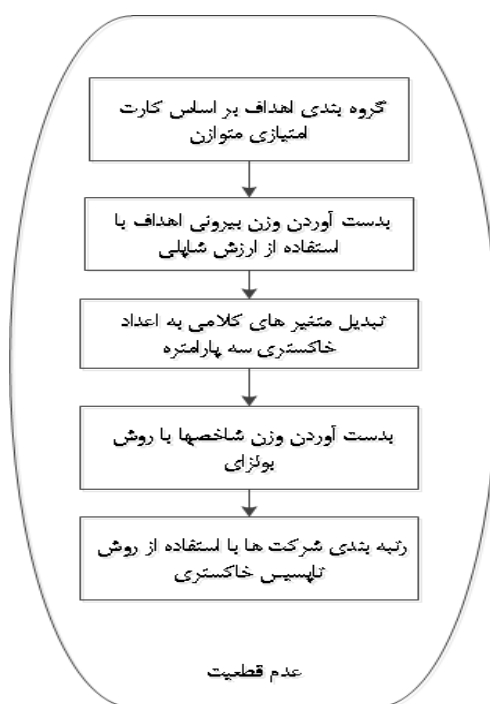 گروه بندی اهداف بر اساس کارت
امتیازی متوازن
بدست آوردن وزن بیرونی اهداف با
استفاده از ارزش شاپلی
تبدیل متغیر های کلامی به اعداد
خاکستری سه پارامتره
بدست آوردن وزن شاخصها با روش
بولزای
رتبه بندی شرکت ها با استفاده از روش
تاپسیس خاکستری
عدم قطعیت